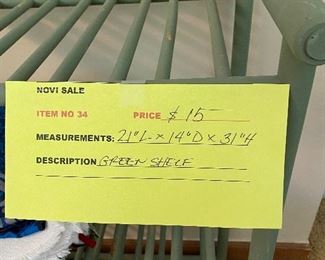 NOVI SALE
ITEM NO 34 PRICE $15
MEASUREMENTS: 21"L x 14"D x 31"H
DESCRIPTION GREEN SHELF